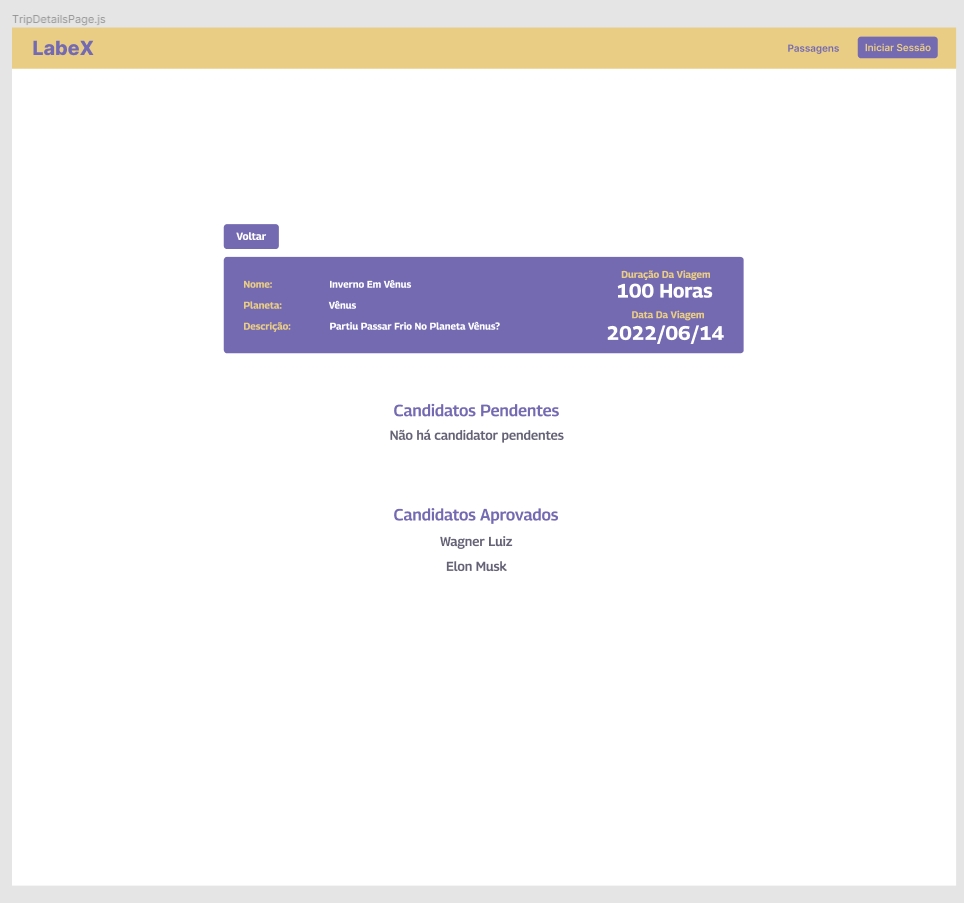 TripDetailsPage.js
LabeX
Passagens
Iniciar Sessão
Voltar
Nome: Inverno Em Vênus
Planeta: Vênus
Descrição: Partiu Passar Frio No Planeta Vênus?
Duração Da Viagem
100 Horas
Data Da Viagem
2022/06/14
Candidatos Pendentes
Não há candidator pendentes
Candidatos Aprovados
Wagner Luiz
Elon Musk